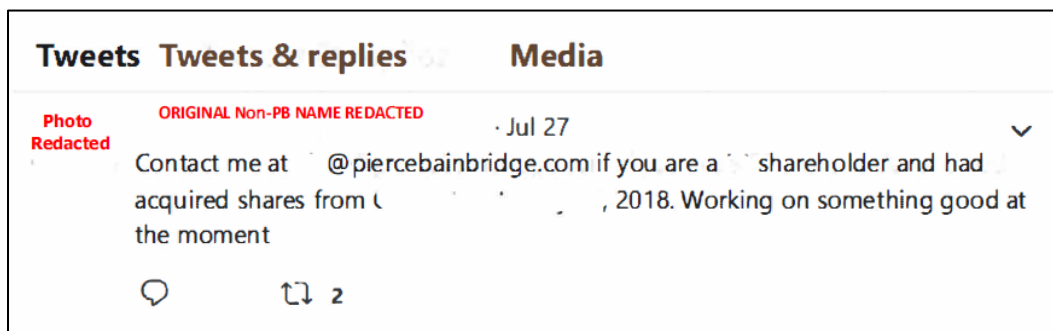 Tweets Tweets & replies Media
Photo Redacted ORIGINAL Non-PB NAME REDACTED · Jul 27
Contact me at @piercebainbridge.com if you are a shareholder and had
acquired shares from , 2018. Working on something good at
the moment
2